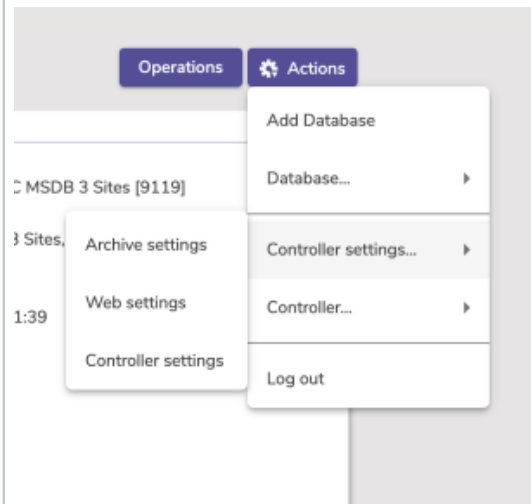 Operations
Actions
Add Database
C MSDB 3 Sites [9119]
Database...
3 Sites,
Archive settings
Controller settings...
Web settings
1:39
Controller...
Controller settings
Log out